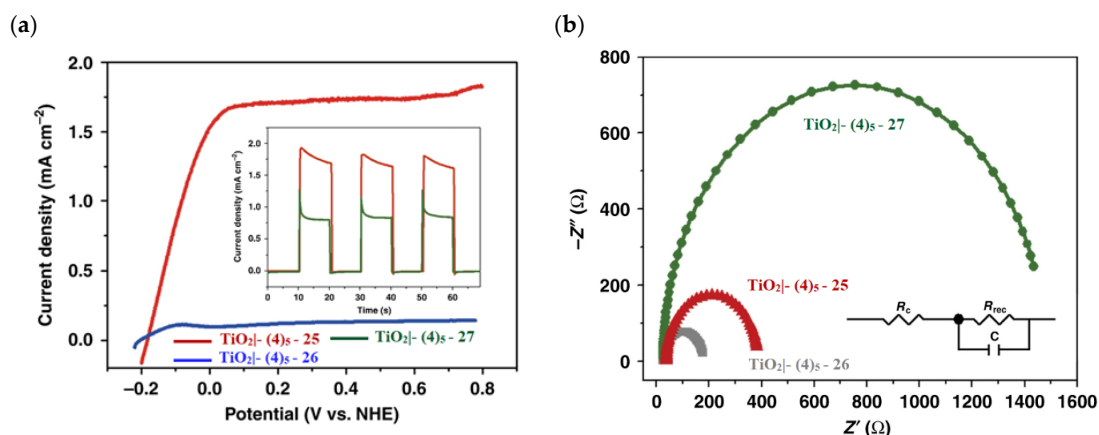 (a)
Current density (mA cm−2)
2.0
1.5
1.0
0.5
0.0
−0.2
0.0
0.2
0.4
0.6
0.8
Potential (V vs. NHE)
Current density (mA cm−2)
2.0
1.5
1.0
0.5
0.0
0 10 20 30 40 50 60
Time (s)
TiO2|- (4)5 - 25
TiO2|- (4)5 - 27
TiO2|- (4)5 - 26
(b)
−Z″ (Ω)
800
600
400
200
0
0 200 400 600 800 1000 1200 1400 1600
Z′ (Ω)
TiO2|- (4)5 - 27
TiO2|- (4)5 - 25
TiO2|- (4)5 - 26
Rc
Rrec
C